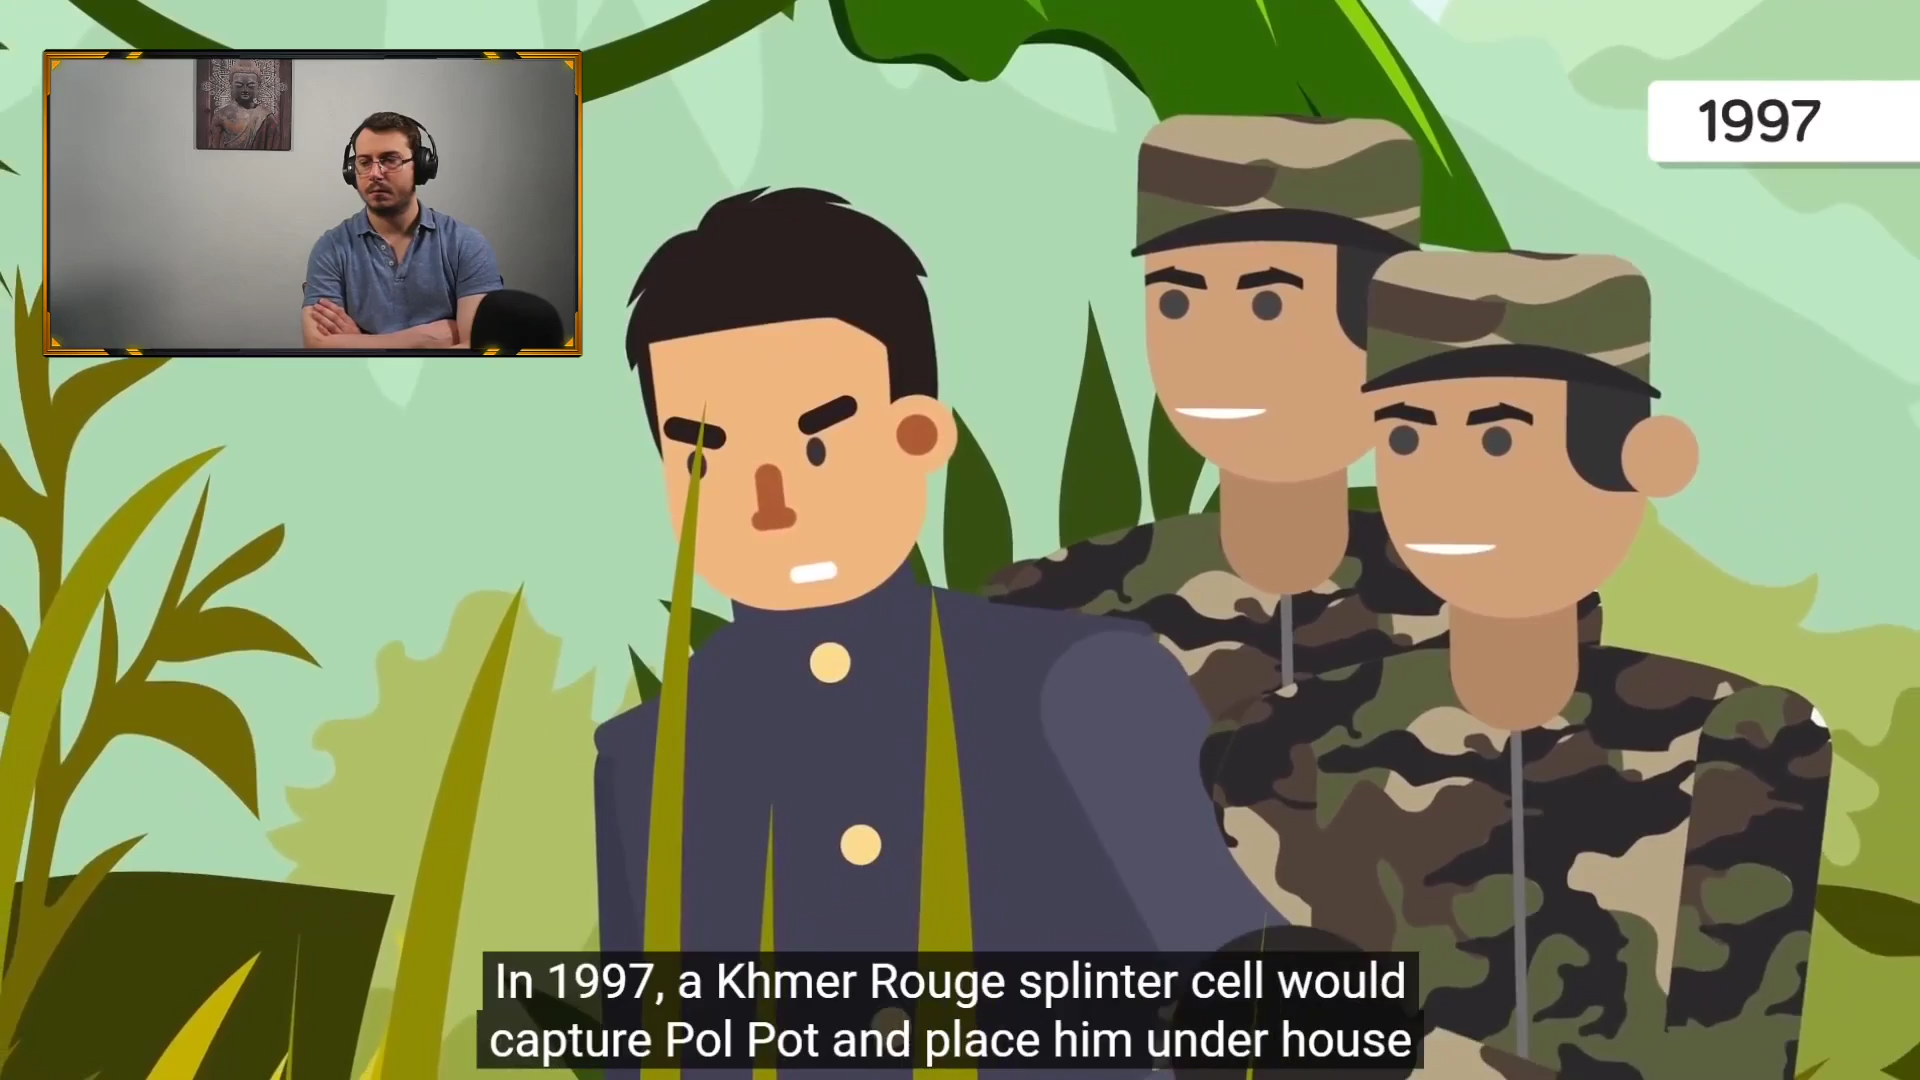 1997
In 1997, a Khmer Rouge splinter cell would
capture Pol Pot and place him under house